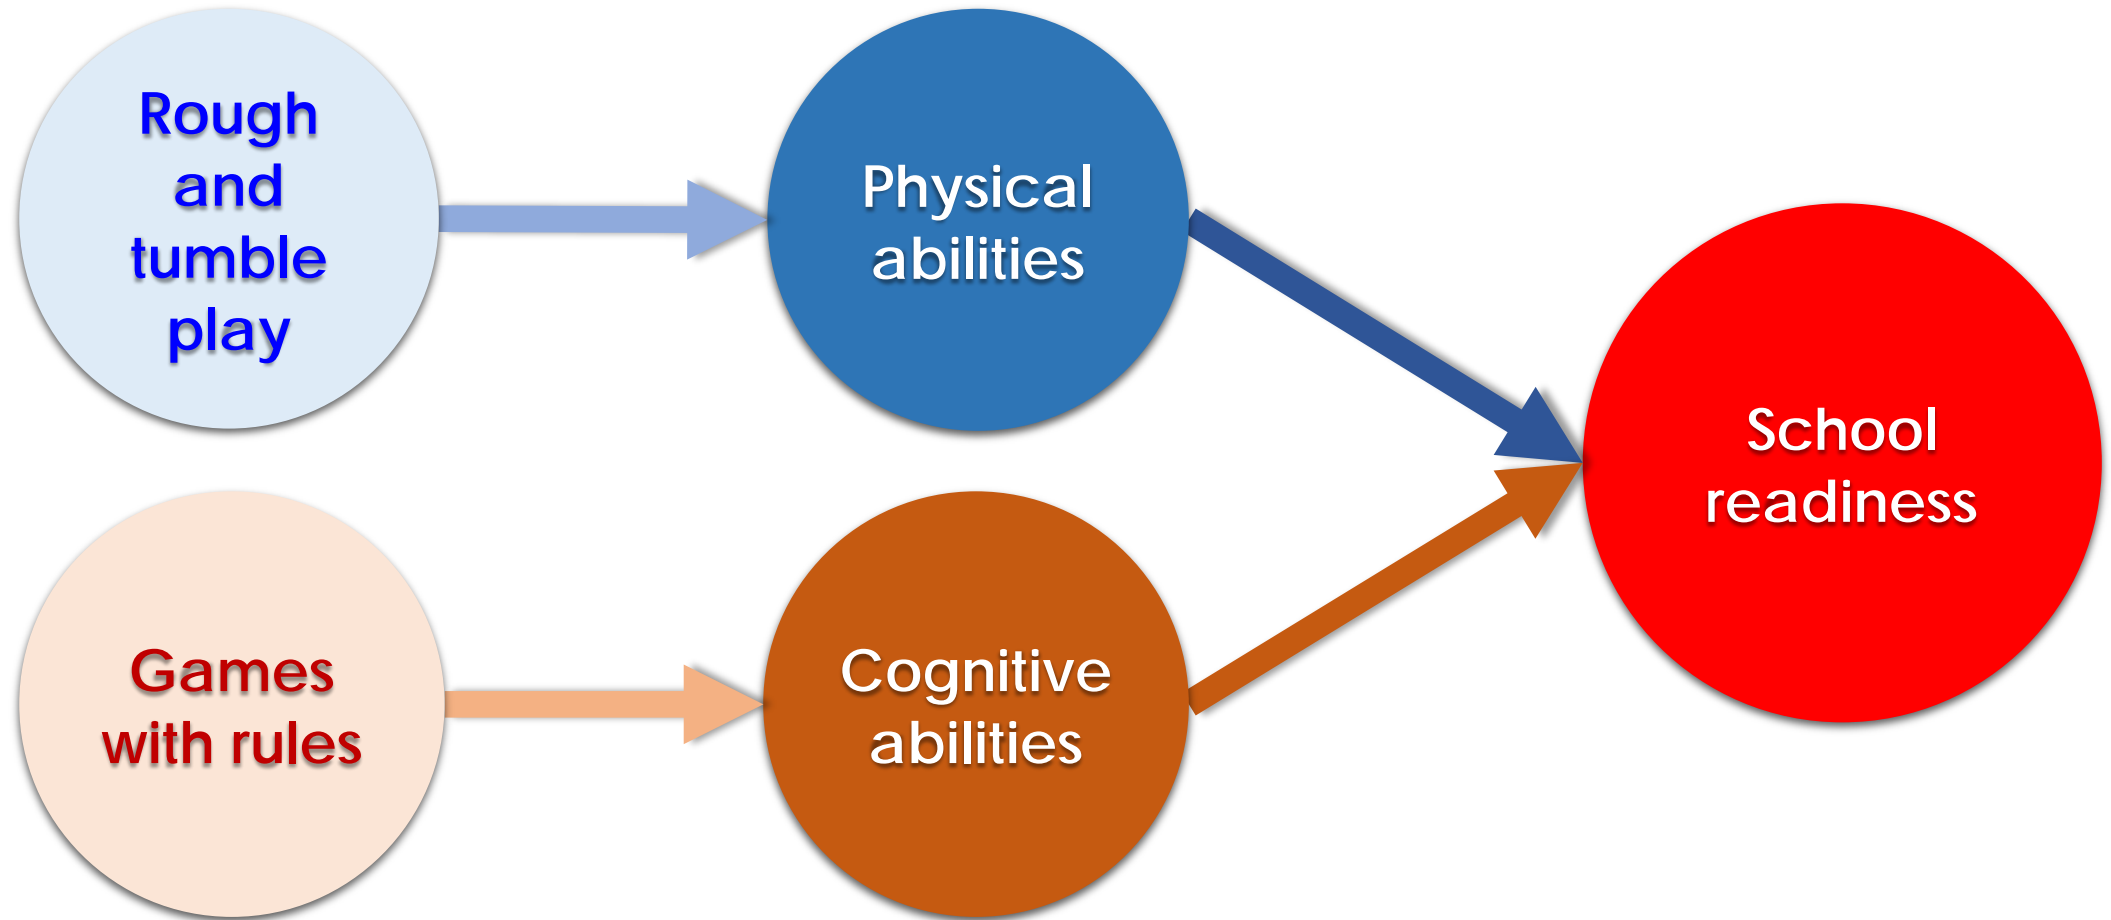 Rough
and
tumble
play
Physical
abilities
School
readiness
Games
with rules
Cognitive
abilities